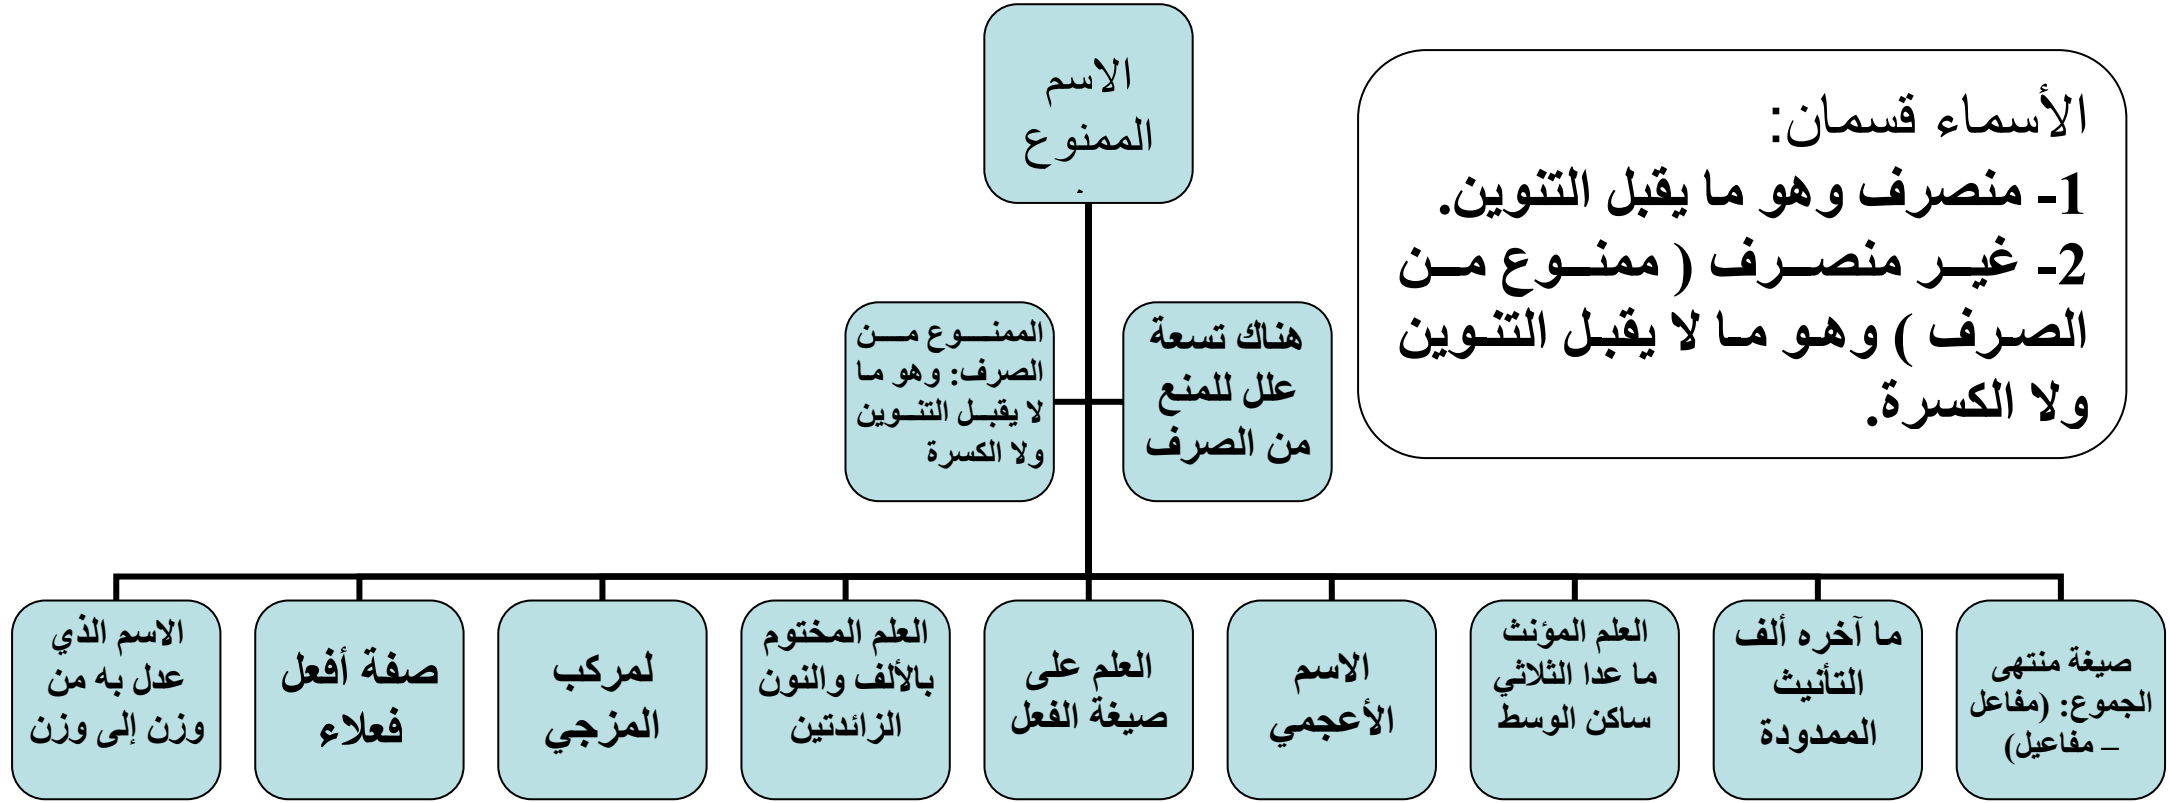 الاسم
الممنوع
الأسماء قسمان:
1- منصرف وهو ما يقبل التنوين.
2- غير منصرف ( ممنوع من
الصرف ) وهو ما لا يقبل التنوين
ولا الكسرة.
هناك تسعة
علل للمنع
من الصرف
الممنوع من
الصرف: وهو ما
لا يقبل التنوين
ولا الكسرة
صيغة منتهى
الجموع: (مفاعل
– مفاعيل)
ما آخره ألف
التأنيث
الممدودة
العلم المؤنث
ما عدا الثلاثي
ساكن الوسط
الاسم
الأعجمي
العلم على
صيغة الفعل
العلم المختوم
بالألف والنون
الزائدتين
لمركب
المزجي
صفة أفعل
فعلاء
الاسم الذي
عدل به من
وزن إلى وزن